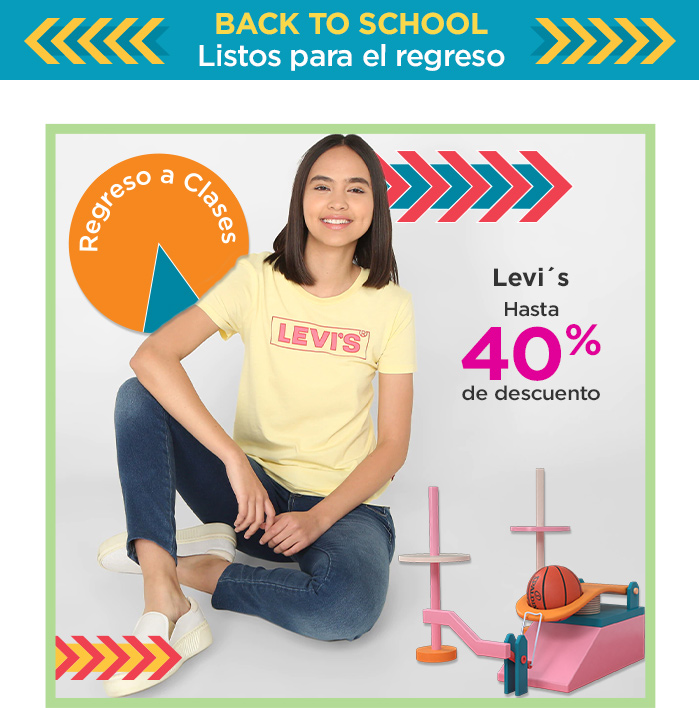 BACK TO SCHOOL
Listos para el regreso
Regreso a Clases
Levi´s
Hasta
40%
de descuento
LEVI'S®